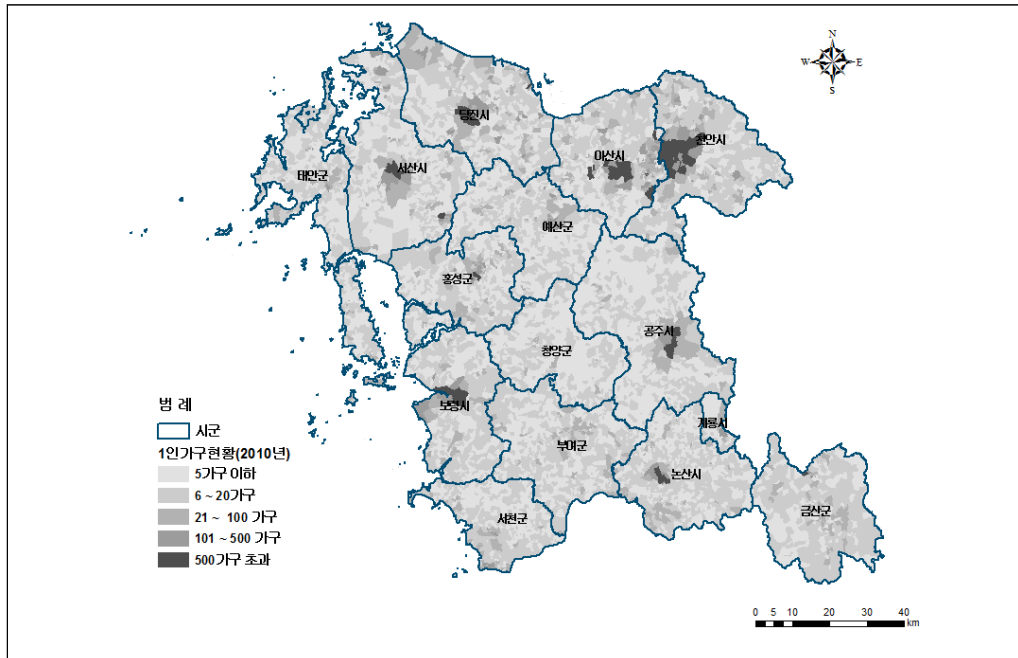 N
W E
S
당진시
천안시
아산시
서산시
태안군
예산군
홍성군
공주시
청양군
보령시
계룡시
부여군
논산시
금산군
서천군
범 례
시군
1인가구현황(2010년)
5가구 이하
6 ~ 20가구
21 ~ 100 가구
101 ~ 500 가구
500가구 초과
0 5 10 20 30 40
km